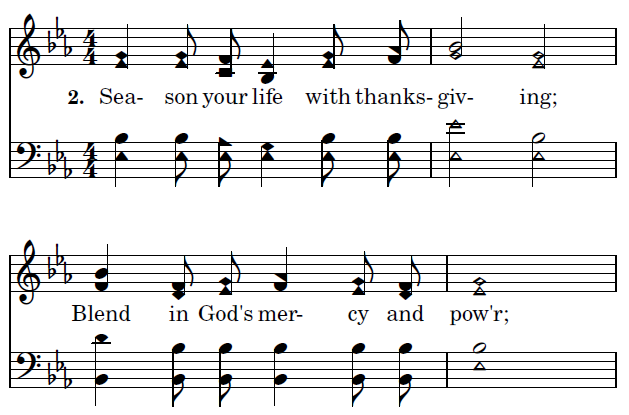 2. Sea- son your life with thanks- giv- ing;
Blend in God's mer- cy and pow'r;